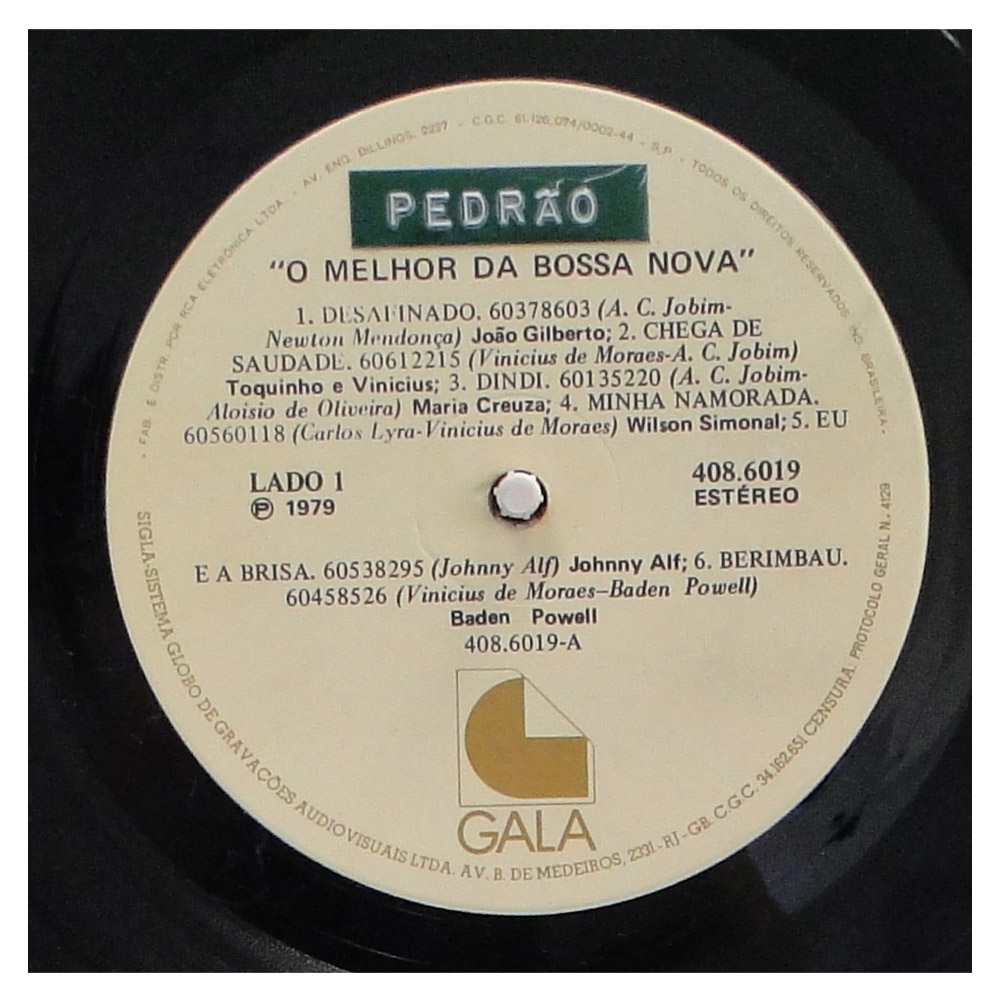 · FAB. E DISTR. POR RCA ELETRÔNICA LTDA. · AV. ENG. BILLINGS, 2227 · C.G.C. 61.126.074/0002-44 · S.P. · TODOS OS DIREITOS RESERVADOS. IND. BRASILEIRA ·
PEDRÃO
"O MELHOR DA BOSSA NOVA"
1. DESAFINADO. 60378603 (A. C. Jobim-
Newton Mendonça) João Gilberto; 2. CHEGA DE
SAUDADE. 60612215 (Vinicius de Moraes-A. C. Jobim)
Toquinho e Vinicius; 3. DINDI. 60135220 (A. C. Jobim-
Aloisio de Oliveira) Maria Creuza; 4. MINHA NAMORADA.
60560118 (Carlos Lyra-Vinicius de Moraes) Wilson Simonal; 5. EU
LADO 1
℗ 1979
408.6019
ESTÉREO
E A BRISA. 60538295 (Johnny Alf) Johnny Alf; 6. BERIMBAU.
60458526 (Vinicius de Moraes–Baden Powell)
Baden Powell
408.6019-A
GALA
SIGLA-SISTEMA GLOBO DE GRAVAÇÕES AUDIOVISUAIS LTDA. AV. B. DE MEDEIROS, 2331 - RJ - GB. C.G.C. 34.162.651 CENSURA. PROTOCOLO GERAL N. 4129